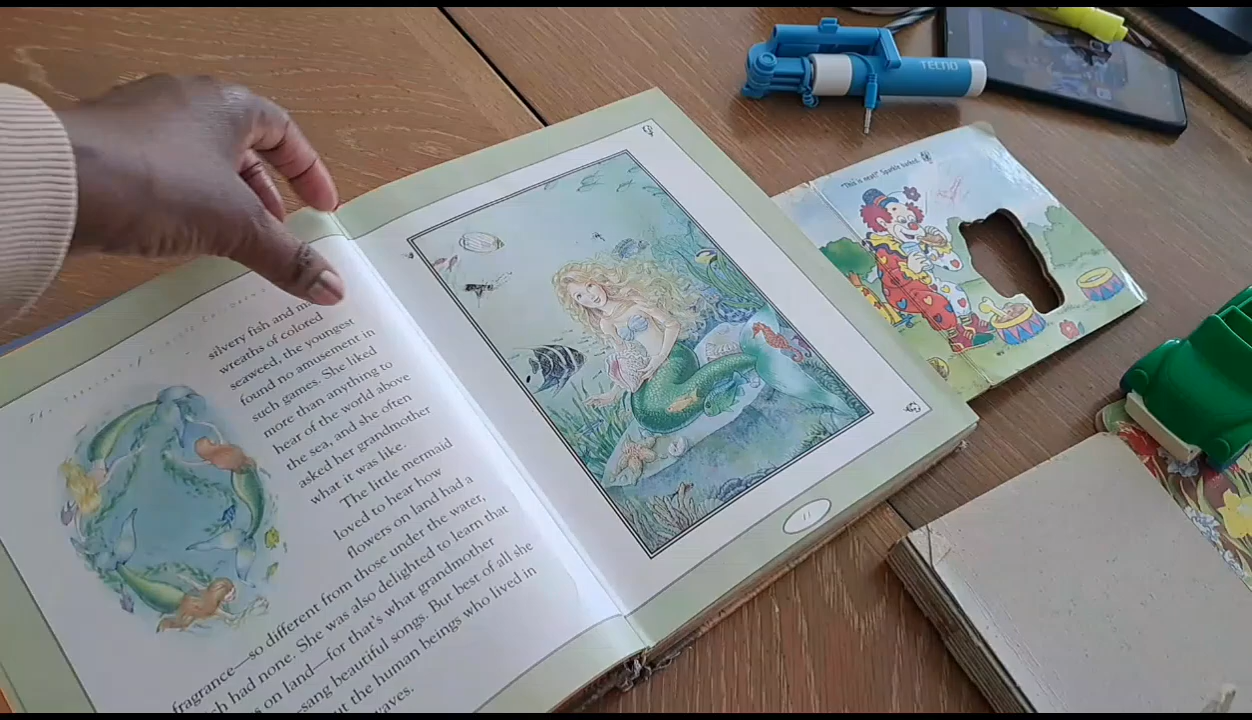 silvery fish and
wreaths of colored
seaweed, the youngest
found no amusement in
such games. She liked
more than anything to
hear of the world above
the sea, and she often
asked her grandmother
what it was like.
The little mermaid
loved to hear how
flowers on land had a
fragrance—so different from those under the water,
had none. She was also delighted to learn that
on land—for that's what grandmother
sang beautiful songs. But best of all she
the human beings who lived in
11
"This is neat!" Sparkle barked.
TECNO